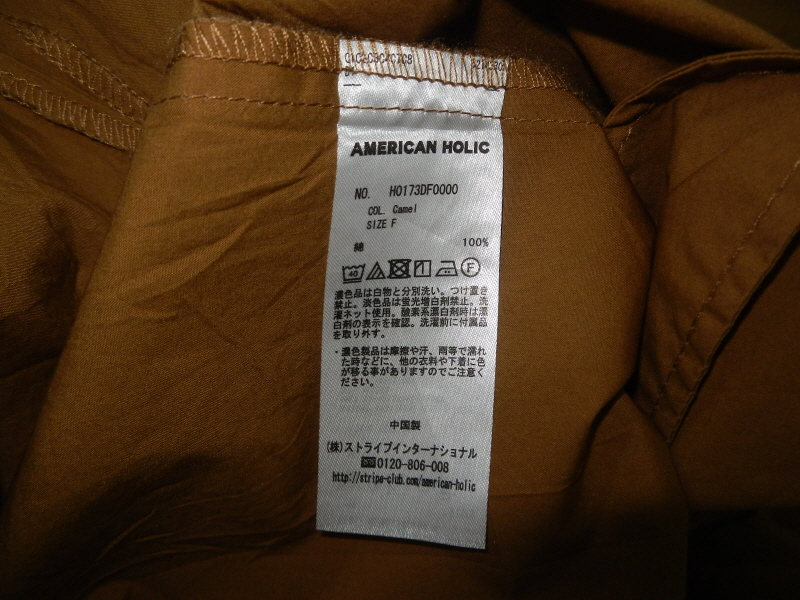 AMERICAN HOLIC
NO. H0173DF0000
COL. Camel
SIZE F
綿 100%
40 F
濃色品は白物と分別洗い。つけ置き
禁止。淡色品は蛍光増白剤禁止。洗
濯ネット使用。酸素系漂白剤時は漂
白剤の表示を確認。洗濯前に付属品
を取り外す。
・濃色製品は摩擦や汗、雨等で濡れ
た時などに、他の衣料や下着に色
が移る事がありますのでご注意く
ださい。
中国製
(株)ストライプインターナショナル
0120-806-008
http://stripe-club.com/american-holic